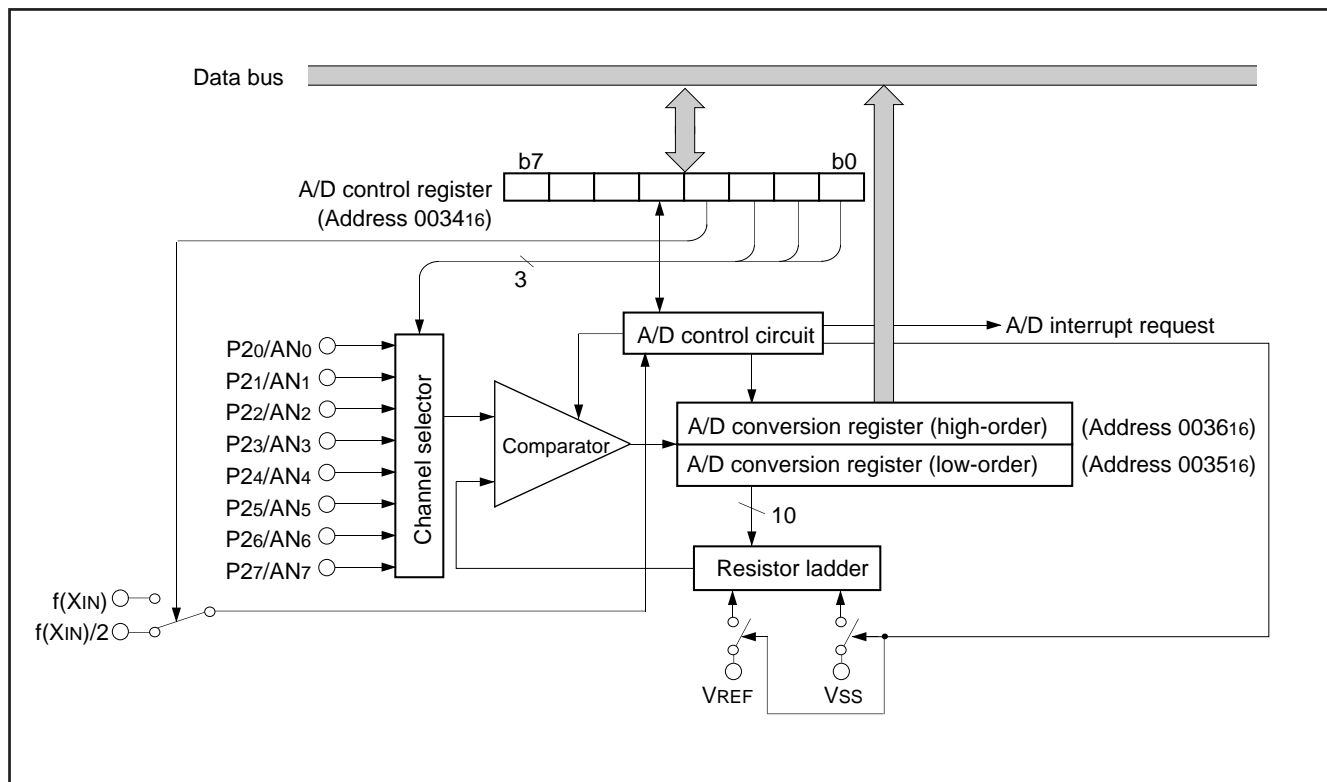 Data bus
b7 b0
A/D control register
(Address 003416)
3
A/D control circuit
A/D interrupt request
P20/AN0
P21/AN1
P22/AN2
P23/AN3
P24/AN4
P25/AN5
P26/AN6
P27/AN7
Channel selector
Comparator
A/D conversion register (high-order) (Address 003616)
A/D conversion register (low-order) (Address 003516)
10
Resistor ladder
f(XIN)
f(XIN)/2
VREF VSS